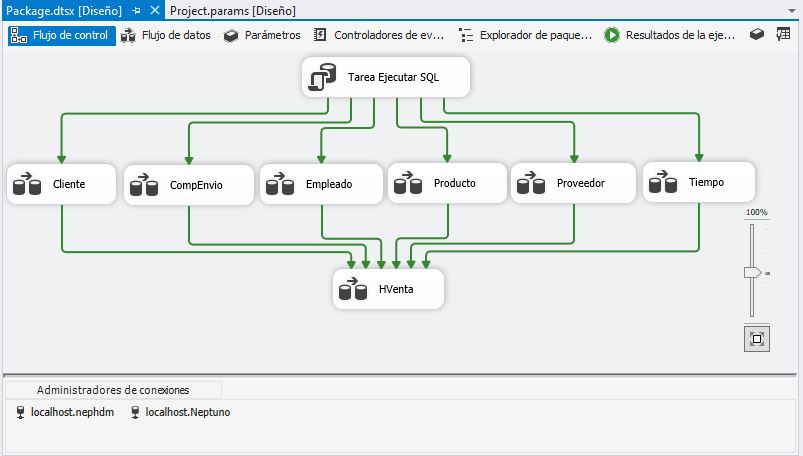 Package.dtsx [Diseño] Project.params [Diseño]
Flujo de control Flujo de datos Parámetros Controladores de ev... Explorador de paque... Resultados de la eje...
Tarea Ejecutar SQL
Cliente CompEnvio Empleado Producto Proveedor Tiempo
100%
HVenta
Administradores de conexiones
localhost.nephdm localhost.Neptuno